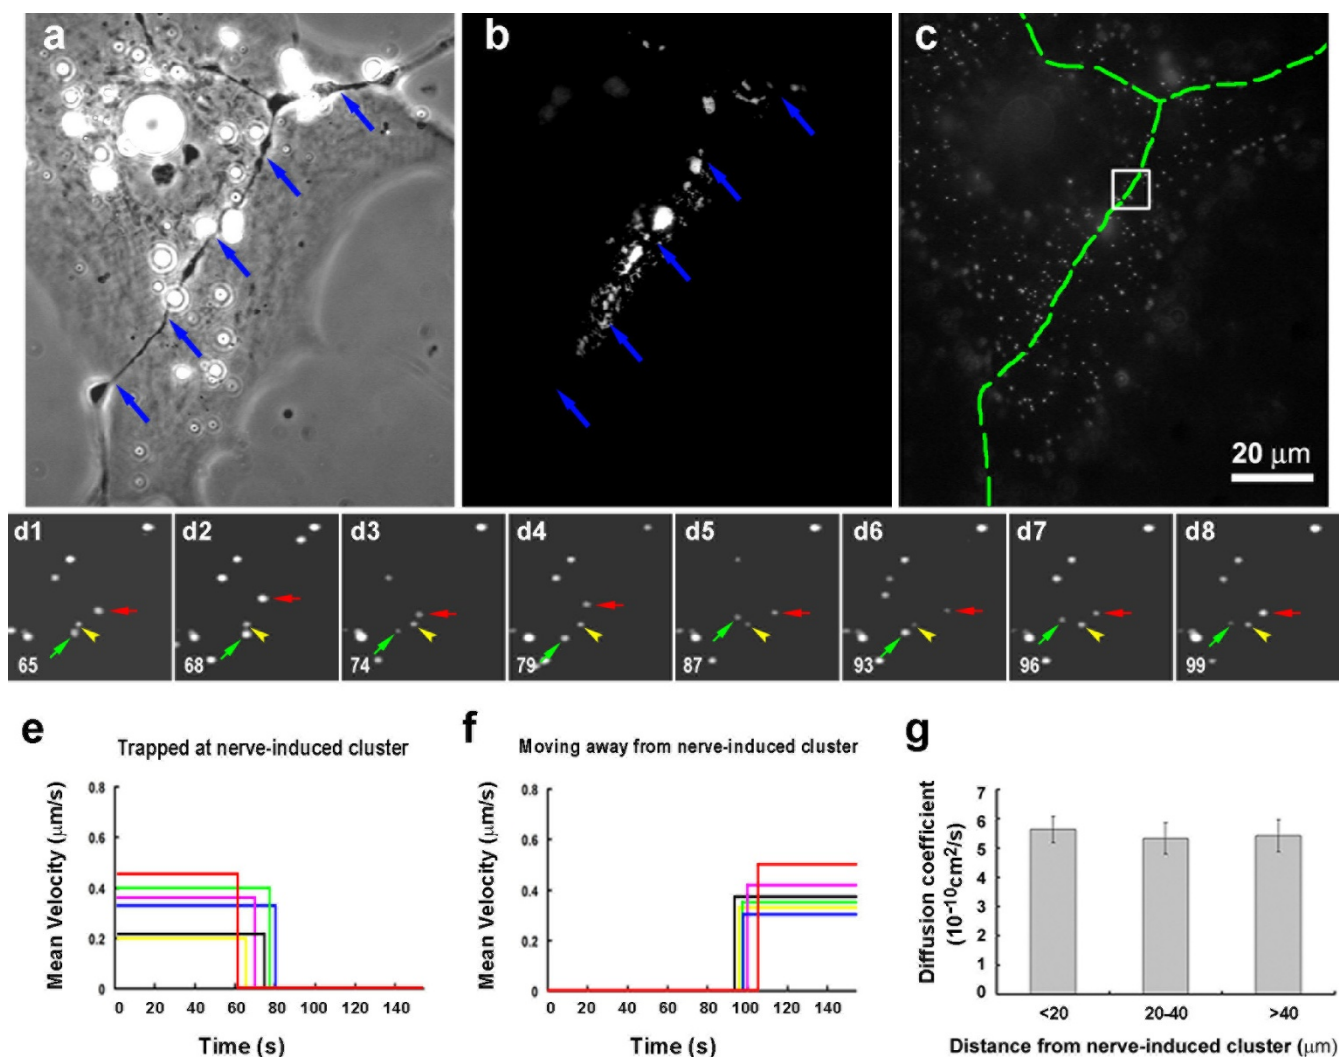 a
b
c
20 μm
d1
d2
d3
d4
d5
d6
d7
d8
65
68
74
79
87
93
96
99
e
Trapped at nerve-induced cluster
Mean Velocity (μm/s)
0.8
0.6
0.4
0.2
0
0 20 40 60 80 100 120 140
Time (s)
f
Moving away from nerve-induced cluster
Mean Velocity (μm/s)
0.8
0.6
0.4
0.2
0
0 20 40 60 80 100 120 140
Time (s)
g
Diffusion coefficient
(10⁻¹⁰cm²/s)
7
6
5
4
3
2
1
0
<20 20-40 >40
Distance from nerve-induced cluster (μm)